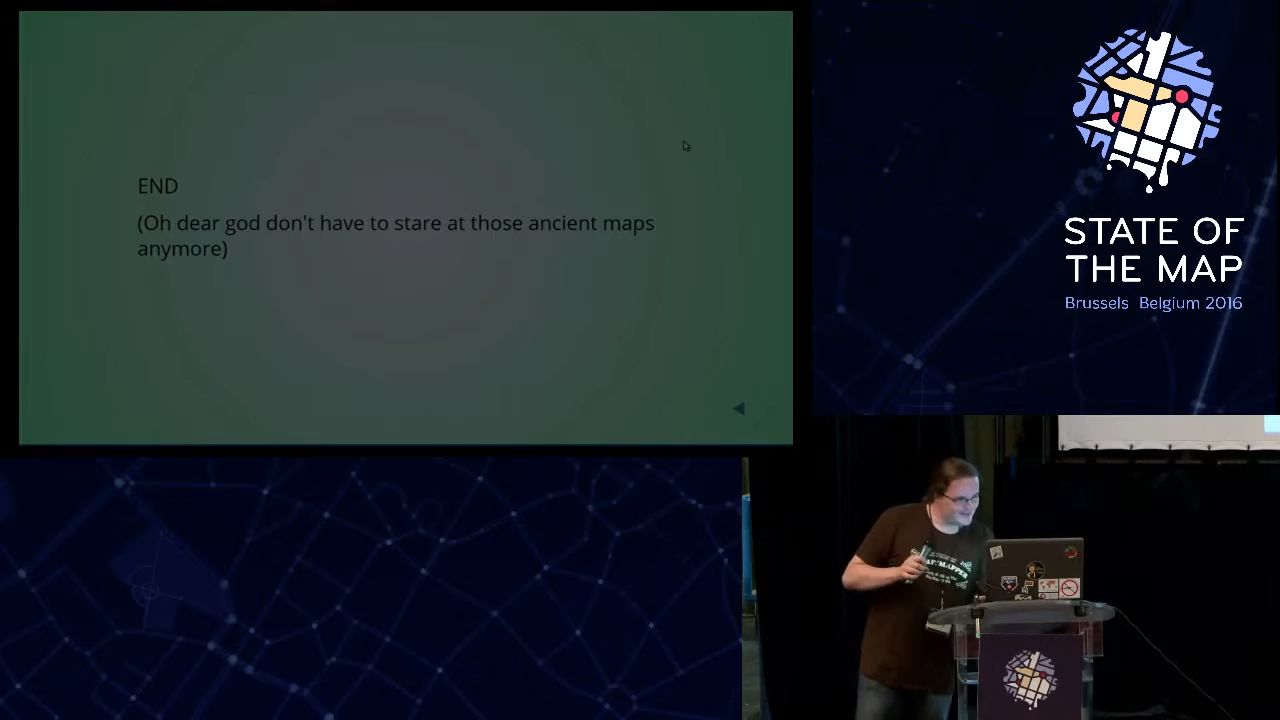 END
(Oh dear god don't have to stare at those ancient maps
anymore)
STATE OF
THE MAP
Brussels Belgium 2016